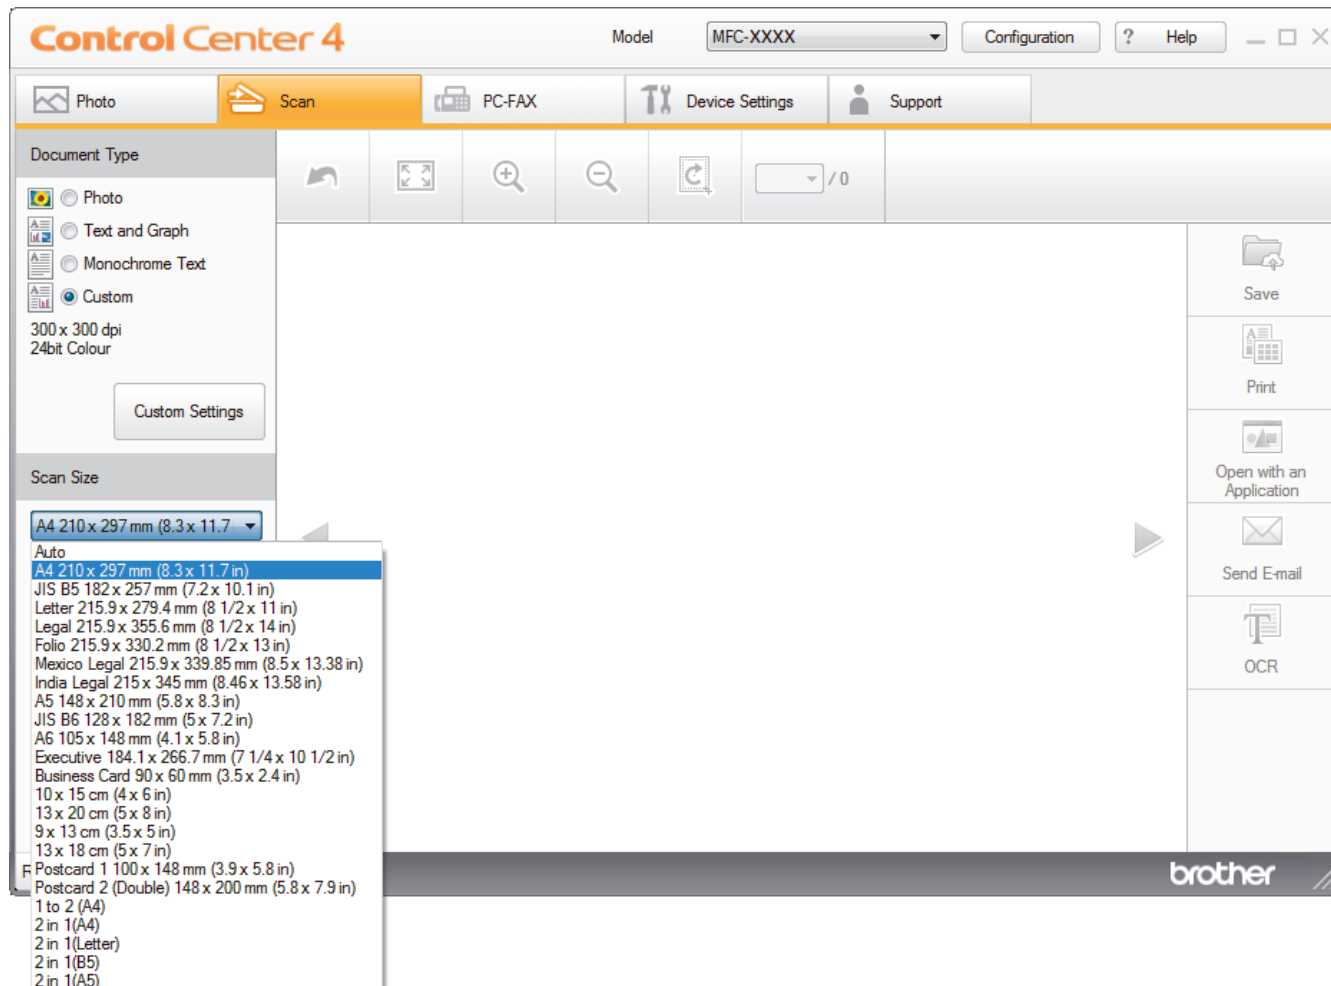 Control Center 4
Model
MFC-XXXX
Configuration
? Help
Photo
Scan
PC-FAX
Device Settings
Support
Document Type
Photo
Text and Graph
Monochrome Text
Custom
300 x 300 dpi
24bit Colour
Custom Settings
Scan Size
A4 210 x 297 mm (8.3 x 11.7
Auto
A4 210 x 297 mm (8.3 x 11.7 in)
JIS B5 182 x 257 mm (7.2 x 10.1 in)
Letter 215.9 x 279.4 mm (8 1/2 x 11 in)
Legal 215.9 x 355.6 mm (8 1/2 x 14 in)
Folio 215.9 x 330.2 mm (8 1/2 x 13 in)
Mexico Legal 215.9 x 339.85 mm (8.5 x 13.38 in)
India Legal 215 x 345 mm (8.46 x 13.58 in)
A5 148 x 210 mm (5.8 x 8.3 in)
JIS B6 128 x 182 mm (5 x 7.2 in)
A6 105 x 148 mm (4.1 x 5.8 in)
Executive 184.1 x 266.7 mm (7 1/4 x 10 1/2 in)
Business Card 90 x 60 mm (3.5 x 2.4 in)
10 x 15 cm (4 x 6 in)
13 x 20 cm (5 x 8 in)
9 x 13 cm (3.5 x 5 in)
13 x 18 cm (5 x 7 in)
Postcard 1 100 x 148 mm (3.9 x 5.8 in)
Postcard 2 (Double) 148 x 200 mm (5.8 x 7.9 in)
1 to 2 (A4)
2 in 1(A4)
2 in 1(Letter)
2 in 1(B5)
2 in 1(A5)
/ 0
Save
Print
Open with an
Application
Send E-mail
OCR
brother